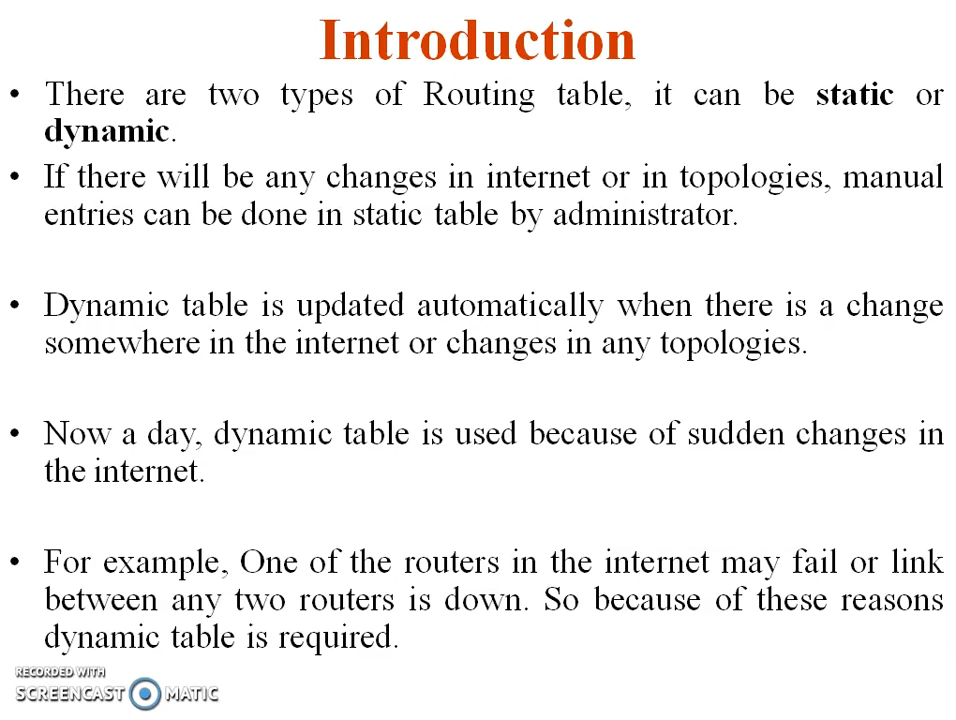 Introduction
• There are two types of Routing table, it can be static or
dynamic.
• If there will be any changes in internet or in topologies, manual
entries can be done in static table by administrator.
• Dynamic table is updated automatically when there is a change
somewhere in the internet or changes in any topologies.
• Now a day, dynamic table is used because of sudden changes in
the internet.
• For example, One of the routers in the internet may fail or link
between any two routers is down. So because of these reasons
dynamic table is required.
RECORDED WITH
SCREENCAST MATIC